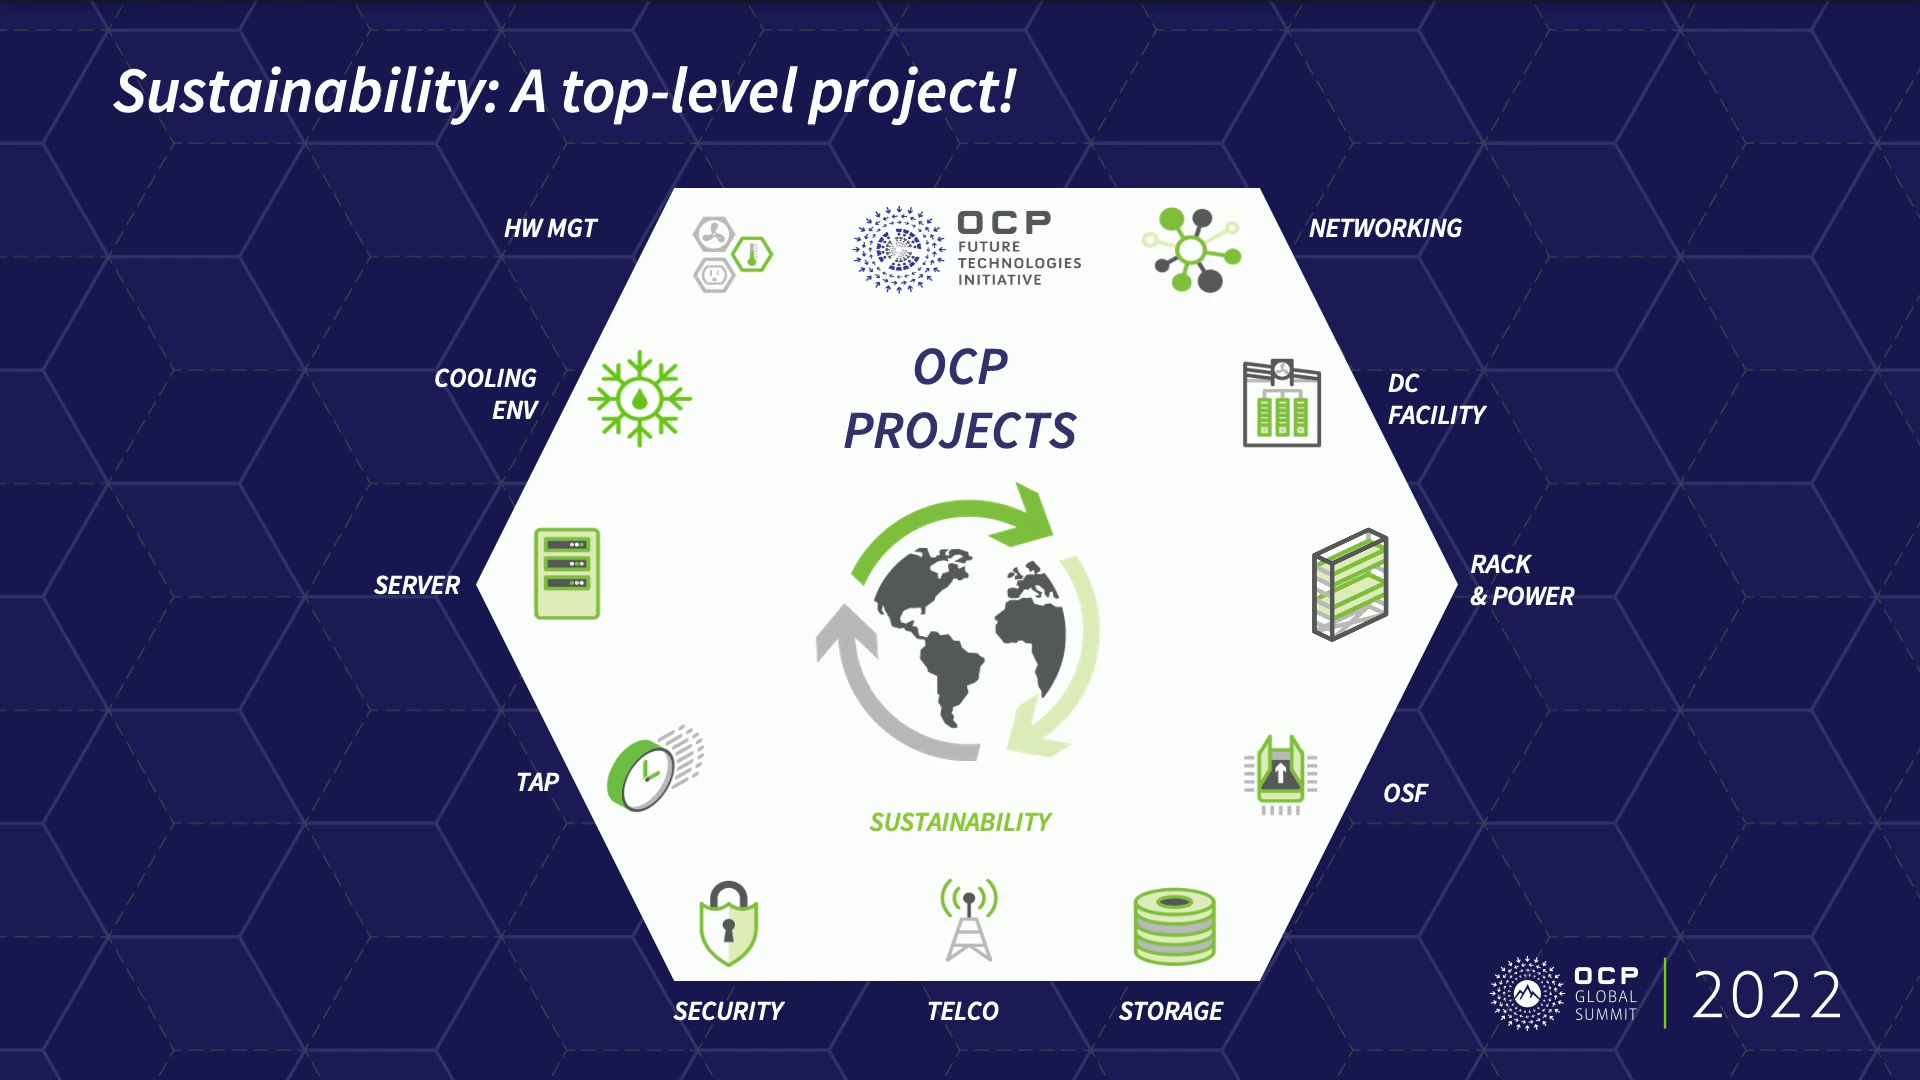 Sustainability: A top-level project!
HW MGT
OCP
FUTURE
TECHNOLOGIES
INITIATIVE
NETWORKING
COOLING
ENV
OCP
PROJECTS
DC
FACILITY
SERVER
RACK
& POWER
TAP
OSF
SUSTAINABILITY
SECURITY
TELCO
STORAGE
OCP
GLOBAL
SUMMIT
2022